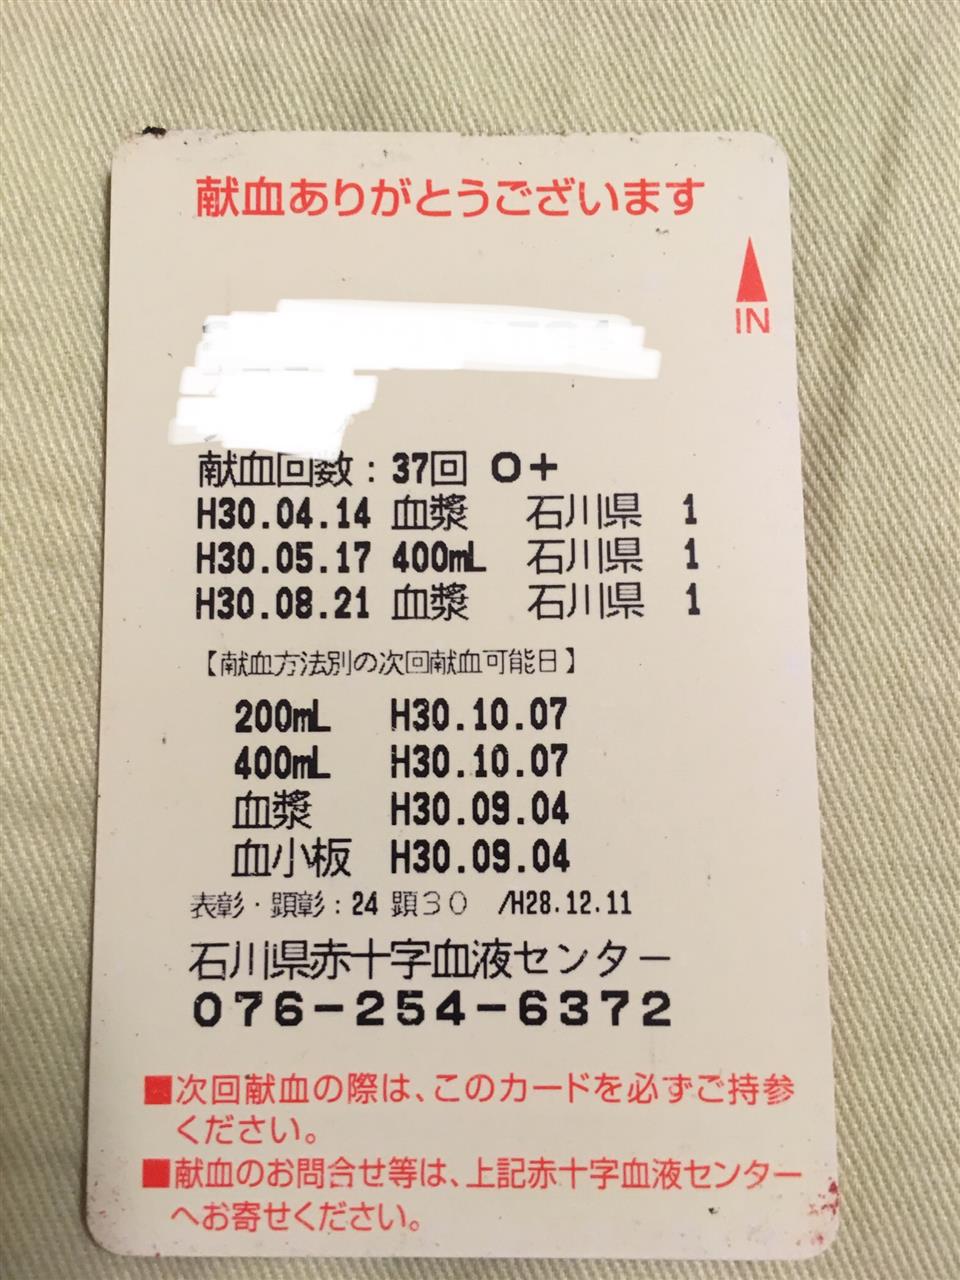 献血ありがとうございます
IN
献血回数：37回 O+
H30.04.14 血漿 石川県 1
H30.05.17 400mL 石川県 1
H30.08.21 血漿 石川県 1
【献血方法別の次回献血可能日】
200mL H30.10.07
400mL H30.10.07
血漿 H30.09.04
血小板 H30.09.04
表彰・顕彰：24 顕30 /H28.12.11
石川県赤十字血液センター
076-254-6372
■次回献血の際は、このカードを必ずご持参
ください。
■献血のお問合せ等は、上記赤十字血液センター
へお寄せください。